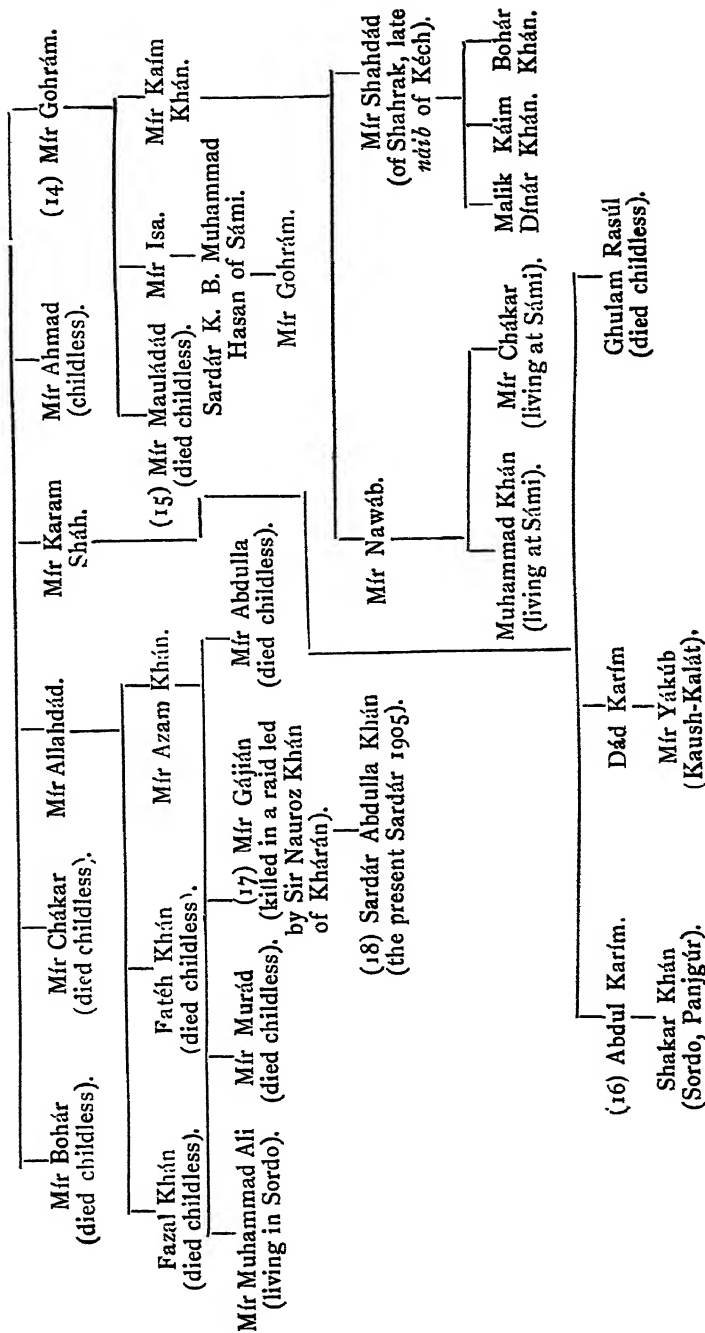 Mír Bohár
(died childless).
Mír Chákar
(died childless).
Mír Allahdád.
Mír Karam
Sháh.
Mír Ahmad
(childless).
(14) Mír Gohrám.
Fazal Khán
(died childless).
Fatéh Khán
(died childless).
Mír Azam Khán.
(15) Mír Mauládád
(died childless).
Mír Isa.
Sardár K. B. Muhammad
Hasan of Sámi.
Mír Gohrám.
Mír Kaím
Khán.
Mír Muhammad Ali
(living in Sordo).
Mír Murád
(died childless).
(17) Mír Gájián
(killed in a raid led
by Sir Nauroz Khán
of Khárán).
Mír Abdulla
(died childless).
(18) Sardár Abdulla Khán
(the present Sardár 1905).
Mír Nawáb.
Mír Shahdád
(of Shahrak, late
náib of Kéch).
Muhammad Khán
(living at Sámi).
Mír Chákar
(living at Sámi).
Malik
Dínár
Káim
Khán.
Bohár
Khán.
(16) Abdul Karím.
Shakar Khán
(Sordo, Panjgúr).
Dád Karím
Mír Yákúb
(Kaush-Kalát).
Ghulam Rasúl
(died childless).